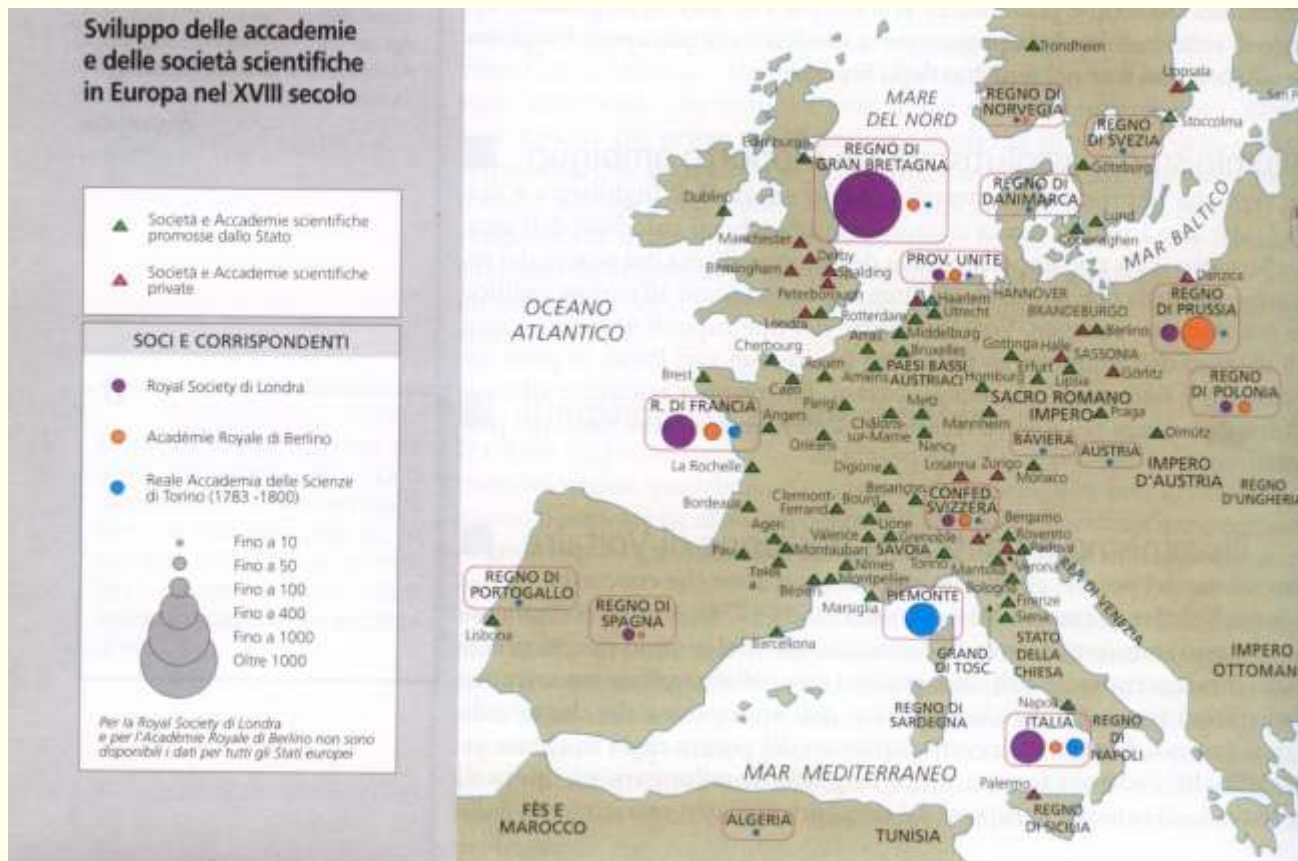 Sviluppo delle accademie
e delle società scientifiche
in Europa nel XVIII secolo
Società e Accademie scientifiche
promosse dallo Stato
Società e Accademie scientifiche
private
SOCI E CORRISPONDENTI
Royal Society di Londra
Académie Royale di Berlino
Reale Accademia delle Scienze
di Torino (1783 -1800)
Fino a 10
Fino a 50
Fino a 100
Fino a 400
Fino a 1000
Oltre 1000
Per la Royal Society di Londra
e per l'Académie Royale di Berlino non sono
disponibili i dati per tutti gli Stati europei
Trondheim
Uppsala
MARE
DEL NORD
REGNO DI
NORVEGIA
REGNO
DI SVEZIA
Stoccolma
Edimburgo
REGNO DI
GRAN BRETAGNA
Göteburg
Dublino
REGNO DI
DANIMARCA
Lund
Copenaghen
MAR BALTICO
Manchester
Derby
Birmingham
Spalding
Peterborough
Londra
PROV. UNITE
Danzica
REGNO
DI PRUSSIA
HANNOVER
BRANDEBURGO
Haarlem
Utrecht
Rotterdam
Middelburg
Berlino
OCEANO
ATLANTICO
Cherbourg
Arras
Bruxelles
Gottinga
Halle
SASSONIA
Rouen
Amiens
PAESI BASSI
AUSTRIACI
Homburg
Erfurt
Lipsia
Görlitz
Brest
Caen
REGNO
DI POLONIA
R. DI FRANCIA
Angers
Parigi
Metz
Mannheim
SACRO ROMANO
IMPERO
Praga
Orléans
Châlons-
sur-Marne
Nancy
BAVIERA
AUSTRIA
Olmütz
La Rochelle
Digione
Losanna
Zurigo
Monaco
IMPERO
D'AUSTRIA
REGNO
D'UNGHERIA
Besançon
CONFED.
SVIZZERA
Bordeaux
Clermont-
Ferrand
Bourg
Bergamo
Agen
Lione
Rovereto
Valence
Grenoble
Padova
Pau
Montauban
SAVOIA
Torino
Mantova
Verona
Nîmes
Bologna
REP. DI VENEZIA
Béziers
Montpellier
Marsiglia
PIEMONTE
Firenze
Siena
REGNO DI
PORTOGALLO
REGNO DI
SPAGNA
Lisbona
Barcellona
GRAND.
DI TOSC.
STATO
DELLA
CHIESA
IMPERO
OTTOMAN
REGNO DI
SARDEGNA
Napoli
ITALIA
REGNO
DI
NAPOLI
MAR MEDITERRANEO
Palermo
REGNO
DI SICILIA
FÈS E
MAROCCO
ALGERIA
TUNISIA